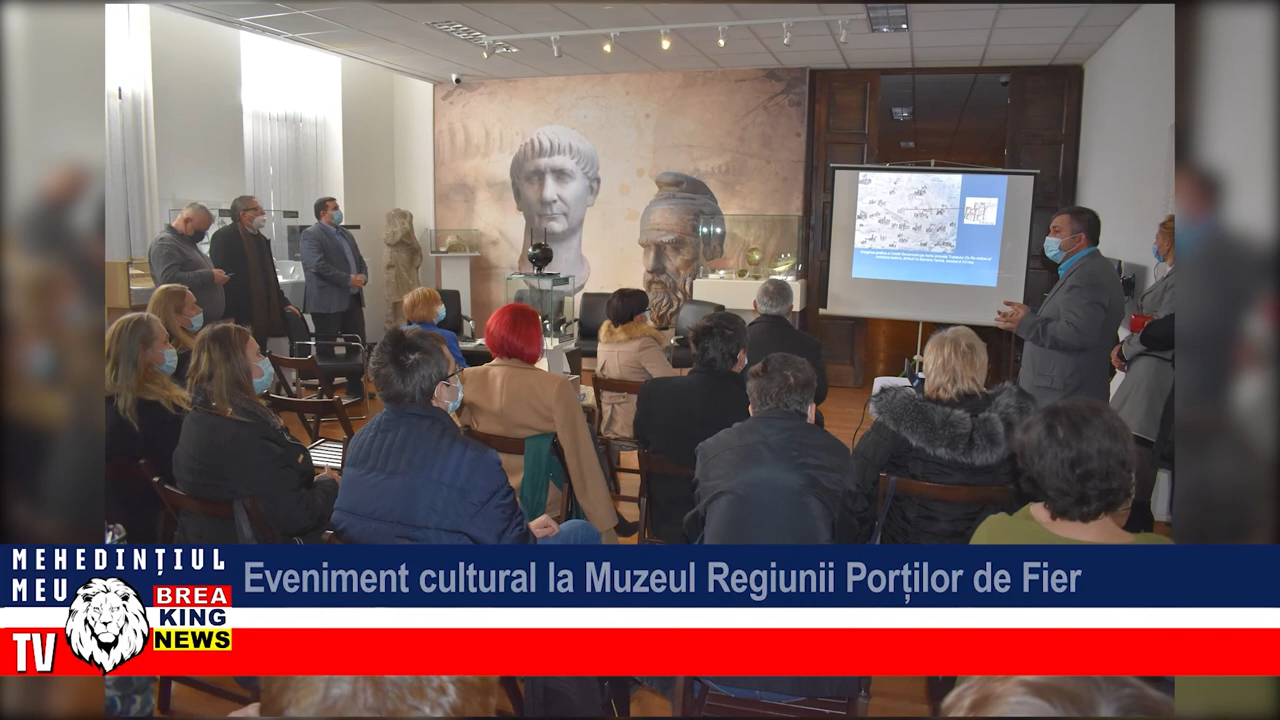 MEHEDINȚIUL
MEU
TV
BREA
KING
NEWS
Eveniment cultural la Muzeul Regiunii Porților de Fier